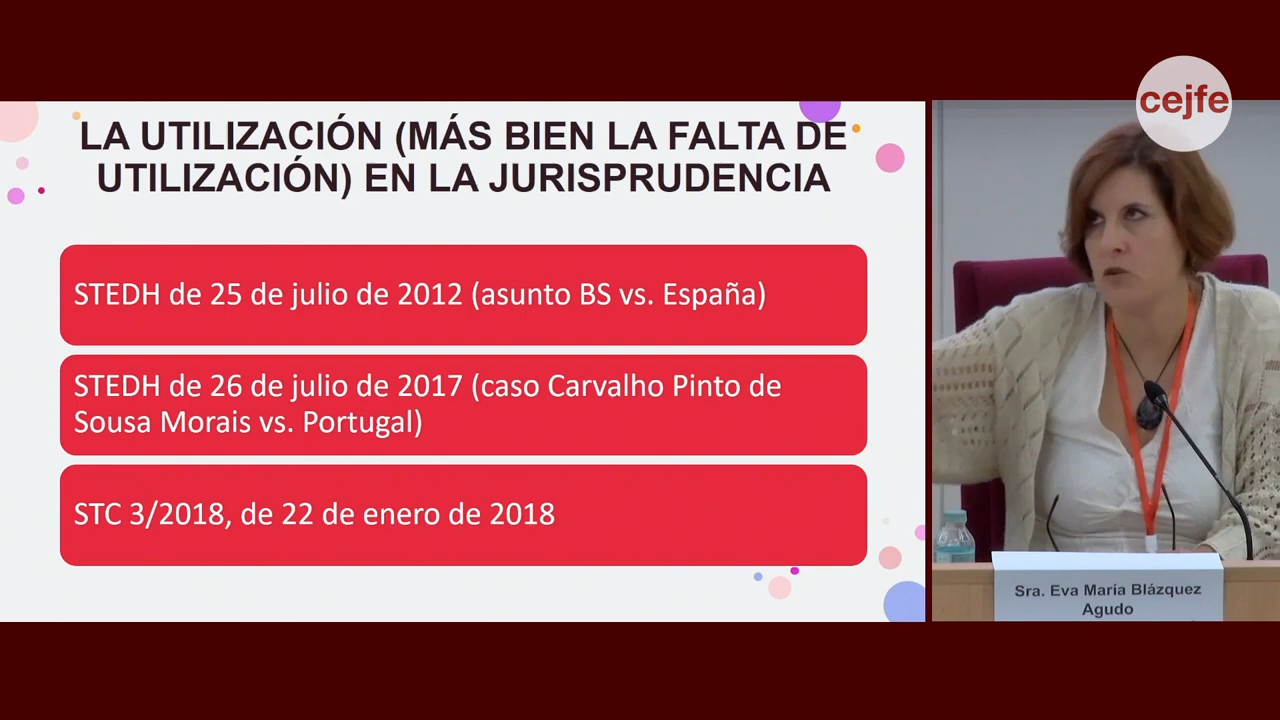 cejfe
LA UTILIZACIÓN (MÁS BIEN LA FALTA DE
UTILIZACIÓN) EN LA JURISPRUDENCIA
STEDH de 25 de julio de 2012 (asunto BS vs. España)
STEDH de 26 de julio de 2017 (caso Carvalho Pinto de
Sousa Morais vs. Portugal)
STC 3/2018, de 22 de enero de 2018
Sra. Eva María Blázquez
Agudo